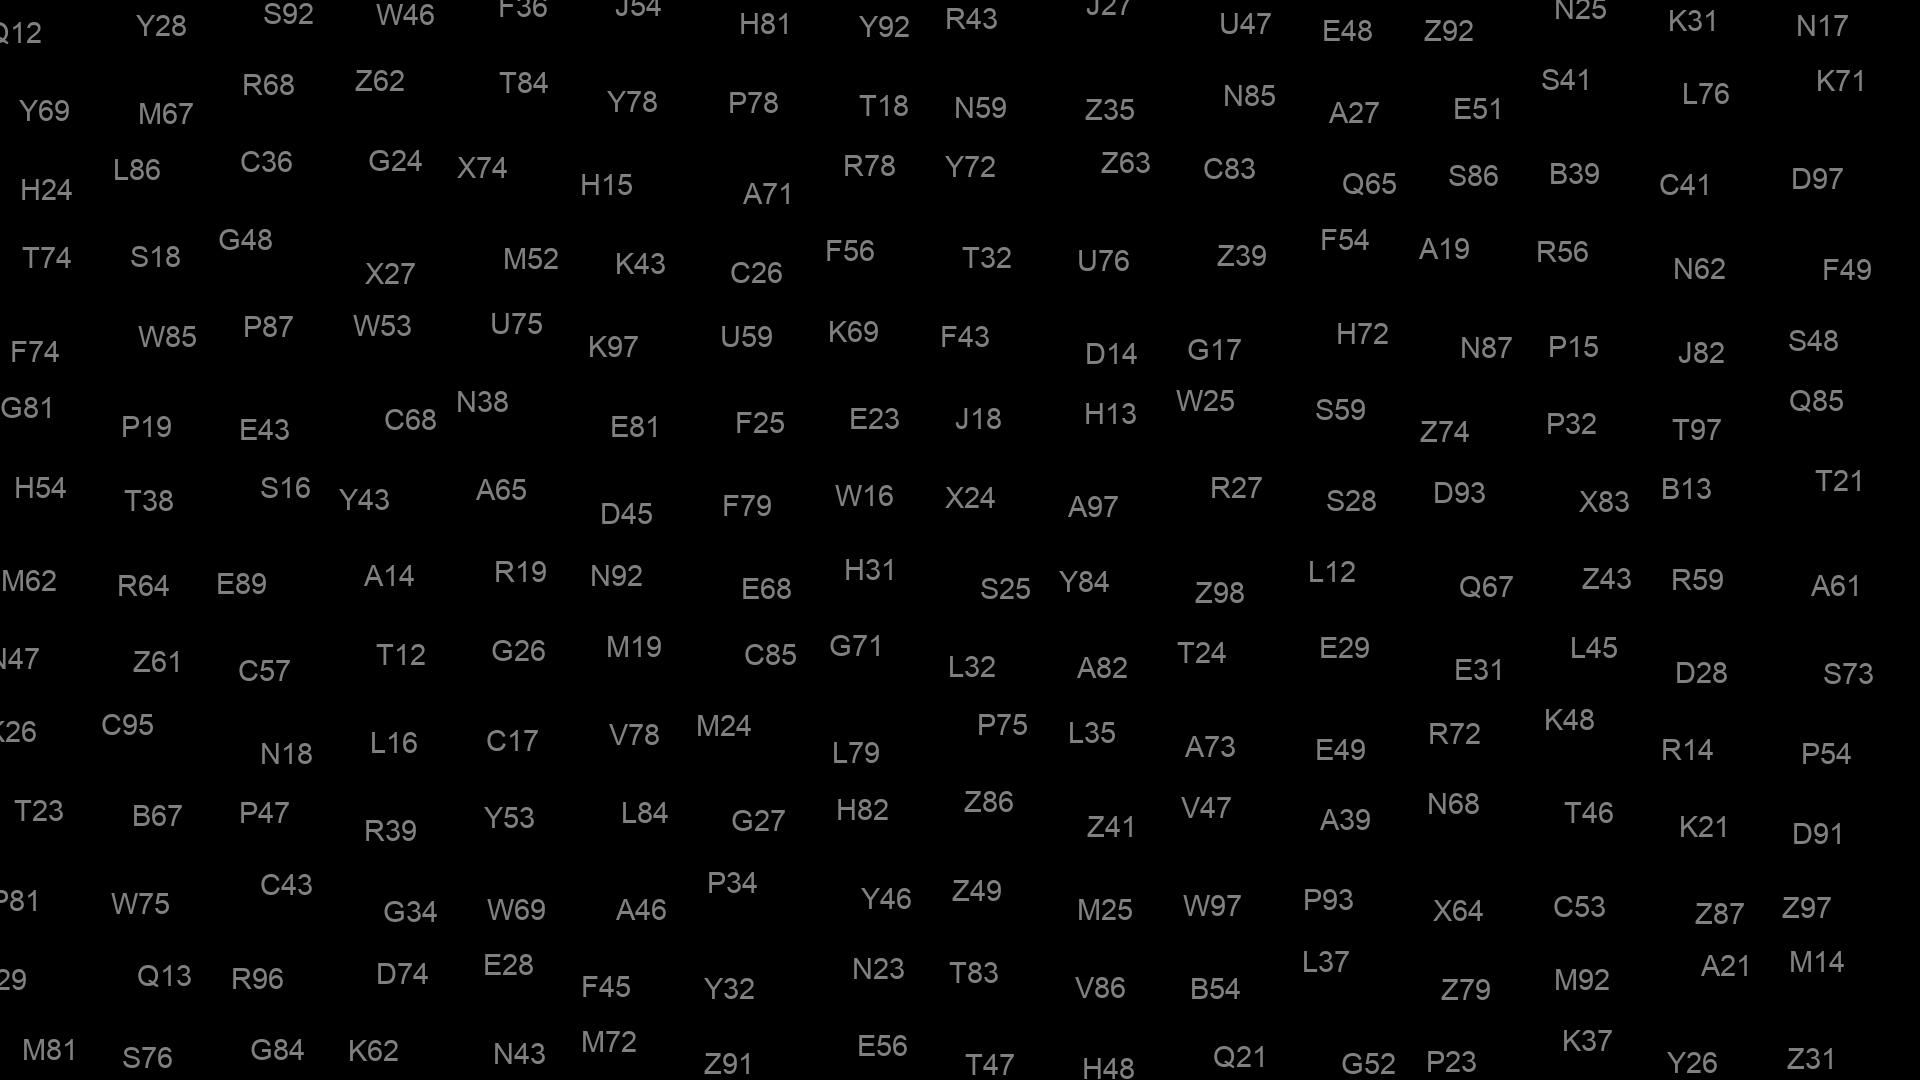 Q12 Y28 S92 W46 F36 J54 H81 Y92 R43 J27 U47 E48 Z92 N25 K31 N17
Y69 M67 R68 Z62 T84 Y78 P78 T18 N59 Z35 N85 A27 E51 S41 L76 K71
H24 L86 C36 G24 X74 H15 A71 R78 Y72 Z63 C83 Q65 S86 B39 C41 D97
T74 S18 G48 X27 M52 K43 C26 F56 T32 U76 Z39 F54 A19 R56 N62 F49
F74 W85 P87 W53 U75 K97 U59 K69 F43 D14 G17 H72 N87 P15 J82 S48
G81 P19 E43 C68 N38 E81 F25 E23 J18 H13 W25 S59 Z74 P32 T97 Q85
H54 T38 S16 Y43 A65 D45 F79 W16 X24 A97 R27 S28 D93 X83 B13 T21
M62 R64 E89 A14 R19 N92 E68 H31 S25 Y84 Z98 L12 Q67 Z43 R59 A61
N47 Z61 C57 T12 G26 M19 C85 G71 L32 A82 T24 E29 E31 L45 D28 S73
K26 C95 N18 L16 C17 V78 M24 L79 P75 L35 A73 E49 R72 K48 R14 P54
T23 B67 P47 R39 Y53 L84 G27 H82 Z86 Z41 V47 A39 N68 T46 K21 D91
P81 W75 C43 G34 W69 A46 P34 Y46 Z49 M25 W97 P93 X64 C53 Z87 Z97
29 Q13 R96 D74 E28 F45 Y32 N23 T83 V86 B54 L37 Z79 M92 A21 M14
M81 S76 G84 K62 N43 M72 Z91 E56 T47 H48 Q21 G52 P23 K37 Y26 Z31